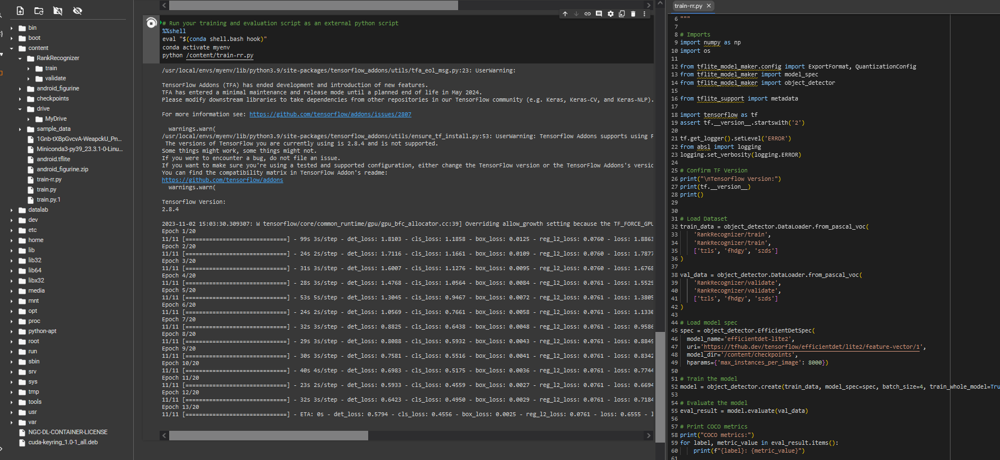 bin
boot
content
RankRecognizer
train
validate
android_figurine
checkpoints
drive
MyDrive
sample_data
1Gnb-tXBpGvcvA-WeapckU_Pn...
Miniconda3-py39_23.3.1-0-Linu...
android.tflite
android_figurine.zip
train-rr.py
train.py
train.py.1
datalab
dev
etc
home
lib
lib32
lib64
libx32
media
mnt
opt
proc
python-apt
root
run
sbin
srv
sys
tmp
tools
usr
var
NGC-DL-CONTAINER-LICENSE
cuda-keyring_1.0-1_all.deb
# Run your training and evaluation script as an external python script
%%shell
eval "$(conda shell.bash hook)"
conda activate myenv
python /content/train-rr.py
/usr/local/envs/myenv/lib/python3.9/site-packages/tensorflow_addons/utils/tfa_eol_msg.py:23: UserWarning:
TensorFlow Addons (TFA) has ended development and introduction of new features.
TFA has entered a minimal maintenance and release mode until a planned end of life in May 2024.
Please modify downstream libraries to take dependencies from other repositories in our TensorFlow community (e.g. Keras, Keras-CV, and Keras-NLP).
For more information see: https://github.com/tensorflow/addons/issues/2807
warnings.warn(
/usr/local/envs/myenv/lib/python3.9/site-packages/tensorflow_addons/utils/ensure_tf_install.py:53: UserWarning: Tensorflow Addons supports using
The versions of TensorFlow you are currently using is 2.8.4 and is not supported.
Some things might work, some things might not.
If you were to encounter a bug, do not file an issue.
If you want to make sure you're using a tested and supported configuration, either change the TensorFlow version or the TensorFlow Addons's versic
You can find the compatibility matrix in TensorFlow Addon's readme:
https://github.com/tensorflow/addons
warnings.warn(
Tensorflow Version:
2.8.4
2023-11-02 15:03:30.309307: W tensorflow/core/common_runtime/gpu/gpu_bfc_allocator.cc:39] Overriding allow_growth setting because the TF_FORCE_GPU
Epoch 1/20
11/11 [==============================] - 99s 3s/step - det_loss: 1.8103 - cls_loss: 1.1858 - box_loss: 0.0125 - reg_l2_loss: 0.0760 - loss: 1.8863
Epoch 2/20
11/11 [==============================] - 24s 2s/step - det_loss: 1.7116 - cls_loss: 1.1661 - box_loss: 0.0109 - reg_l2_loss: 0.0760 - loss: 1.7877
Epoch 3/20
11/11 [==============================] - 31s 3s/step - det_loss: 1.6007 - cls_loss: 1.1276 - box_loss: 0.0095 - reg_l2_loss: 0.0760 - loss: 1.6768
Epoch 4/20
11/11 [==============================] - 28s 3s/step - det_loss: 1.4768 - cls_loss: 1.0564 - box_loss: 0.0084 - reg_l2_loss: 0.0761 - loss: 1.5529
Epoch 5/20
11/11 [==============================] - 53s 5s/step - det_loss: 1.3045 - cls_loss: 0.9467 - box_loss: 0.0072 - reg_l2_loss: 0.0761 - loss: 1.3805
Epoch 6/20
11/11 [==============================] - 24s 2s/step - det_loss: 1.0569 - cls_loss: 0.7661 - box_loss: 0.0058 - reg_l2_loss: 0.0761 - loss: 1.1330
Epoch 7/20
11/11 [==============================] - 32s 3s/step - det_loss: 0.8825 - cls_loss: 0.6438 - box_loss: 0.0048 - reg_l2_loss: 0.0761 - loss: 0.9586
Epoch 8/20
11/11 [==============================] - 29s 3s/step - det_loss: 0.8088 - cls_loss: 0.5932 - box_loss: 0.0043 - reg_l2_loss: 0.0761 - loss: 0.8849
Epoch 9/20
11/11 [==============================] - 30s 3s/step - det_loss: 0.7581 - cls_loss: 0.5516 - box_loss: 0.0041 - reg_l2_loss: 0.0761 - loss: 0.8342
Epoch 10/20
11/11 [==============================] - 40s 4s/step - det_loss: 0.6983 - cls_loss: 0.5175 - box_loss: 0.0036 - reg_l2_loss: 0.0761 - loss: 0.7744
Epoch 11/20
11/11 [==============================] - 23s 2s/step - det_loss: 0.5933 - cls_loss: 0.4559 - box_loss: 0.0027 - reg_l2_loss: 0.0761 - loss: 0.6694
Epoch 12/20
11/11 [==============================] - 32s 3s/step - det_loss: 0.6423 - cls_loss: 0.4950 - box_loss: 0.0029 - reg_l2_loss: 0.0761 - loss: 0.7184
Epoch 13/20
11/11 [==============================] - ETA: 0s - det_loss: 0.5794 - cls_loss: 0.4556 - box_loss: 0.0025 - reg_l2_loss: 0.0761 - loss: 0.6555 -
train-rr.py
6 """
7
8 # Imports
9 import numpy as np
10 import os
11
12 from tflite_model_maker.config import ExportFormat, QuantizationConfig
13 from tflite_model_maker import model_spec
14 from tflite_model_maker import object_detector
15
16 from tflite_support import metadata
17
18 import tensorflow as tf
19 assert tf.__version__.startswith('2')
20
21 tf.get_logger().setLevel('ERROR')
22 from absl import logging
23 logging.set_verbosity(logging.ERROR)
24
25 # Confirm TF Version
26 print("\nTensorflow Version:")
27 print(tf.__version__)
28 print()
29
30
31 # Load Dataset
32 train_data = object_detector.DataLoader.from_pascal_voc(
33 'RankRecognizer/train',
34 'RankRecognizer/train',
35 ['tzls', 'fhdgy', 'szds']
36 )
37
38 val_data = object_detector.DataLoader.from_pascal_voc(
39 'RankRecognizer/validate',
40 'RankRecognizer/validate',
41 ['tzls', 'fhdgy', 'szds']
42 )
43
44 # Load model spec
45 spec = object_detector.EfficientDetSpec(
46 model_name='efficientdet-lite2',
47 uri='https://tfhub.dev/tensorflow/efficientdet/lite2/feature-vector/1',
48 model_dir='/content/checkpoints',
49 hparams={'max_instances_per_image': 8000})
50
51 # Train the model
52 model = object_detector.create(train_data, model_spec=spec, batch_size=4, train_whole_model=Tru
53
54 # Evaluate the model
55 eval_result = model.evaluate(val_data)
56
57 # Print COCO metrics
58 print("COCO metrics:")
59 for label, metric_value in eval_result.items():
60 print(f"{label}: {metric_value}")
61